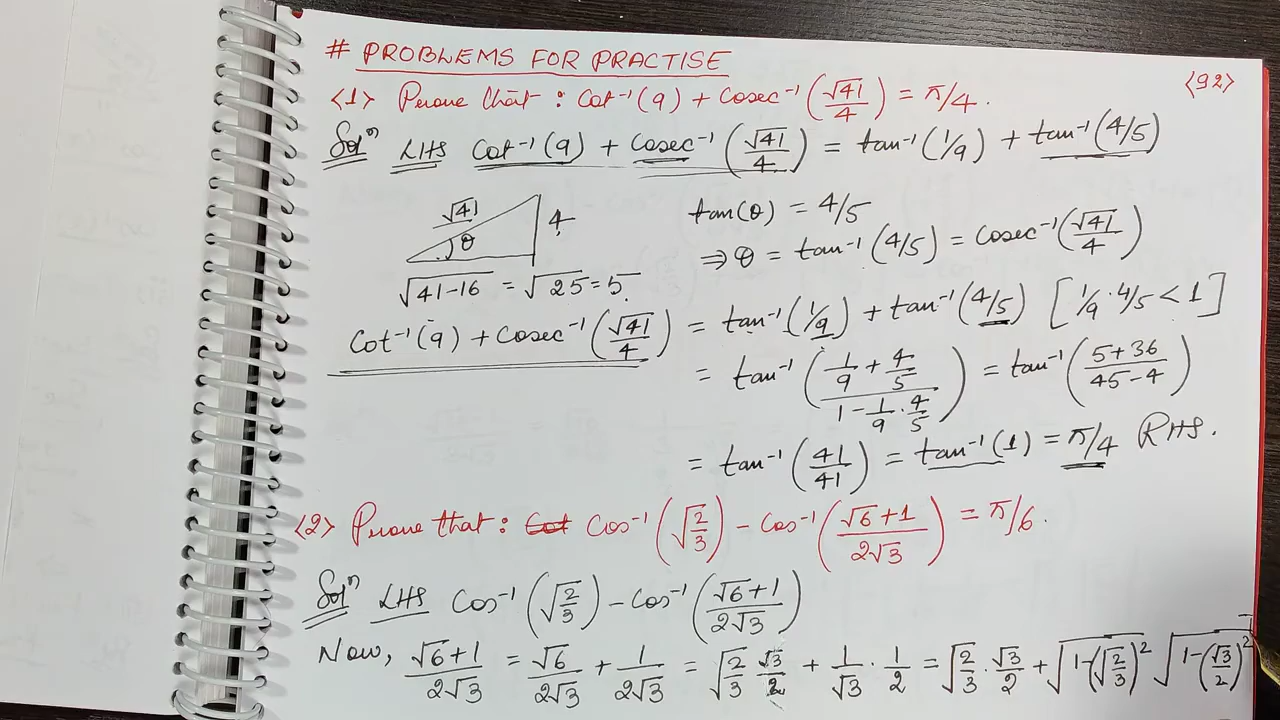 # PROBLEMS FOR PRACTISE
<92>
<1> Prove that : Cot⁻¹(9) + Cosec⁻¹(√41/4) = π/4.
Solⁿ LHS Cot⁻¹(9) + Cosec⁻¹(√41/4) = tan⁻¹(1/9) + tan⁻¹(4/5)
√41 θ 4
√41-16 = √25 = 5.
tan(θ) = 4/5
⇒ θ = tan⁻¹(4/5) = Cosec⁻¹(√41/4)
Cot⁻¹(9) + Cosec⁻¹(√41/4) = tan⁻¹(1/9) + tan⁻¹(4/5) [1/9 · 4/5 < 1]
= tan⁻¹((1/9 + 4/5)/(1 - 1/9 · 4/5)) = tan⁻¹((5+36)/(45-4))
= tan⁻¹(41/41) = tan⁻¹(1) = π/4 RHS.
<2> Prove that : Cos⁻¹(√(2/3)) - Cos⁻¹((√6+1)/(2√3)) = π/6.
Solⁿ LHS Cos⁻¹(√(2/3)) - Cos⁻¹((√6+1)/(2√3))
Now, (√6+1)/(2√3) = √6/(2√3) + 1/(2√3) = √(2/3) √3/2 + 1/√3 · 1/2 = √(2/3) · √3/2 + √(1-(√(2/3))²) √(1-(√3/2)²)